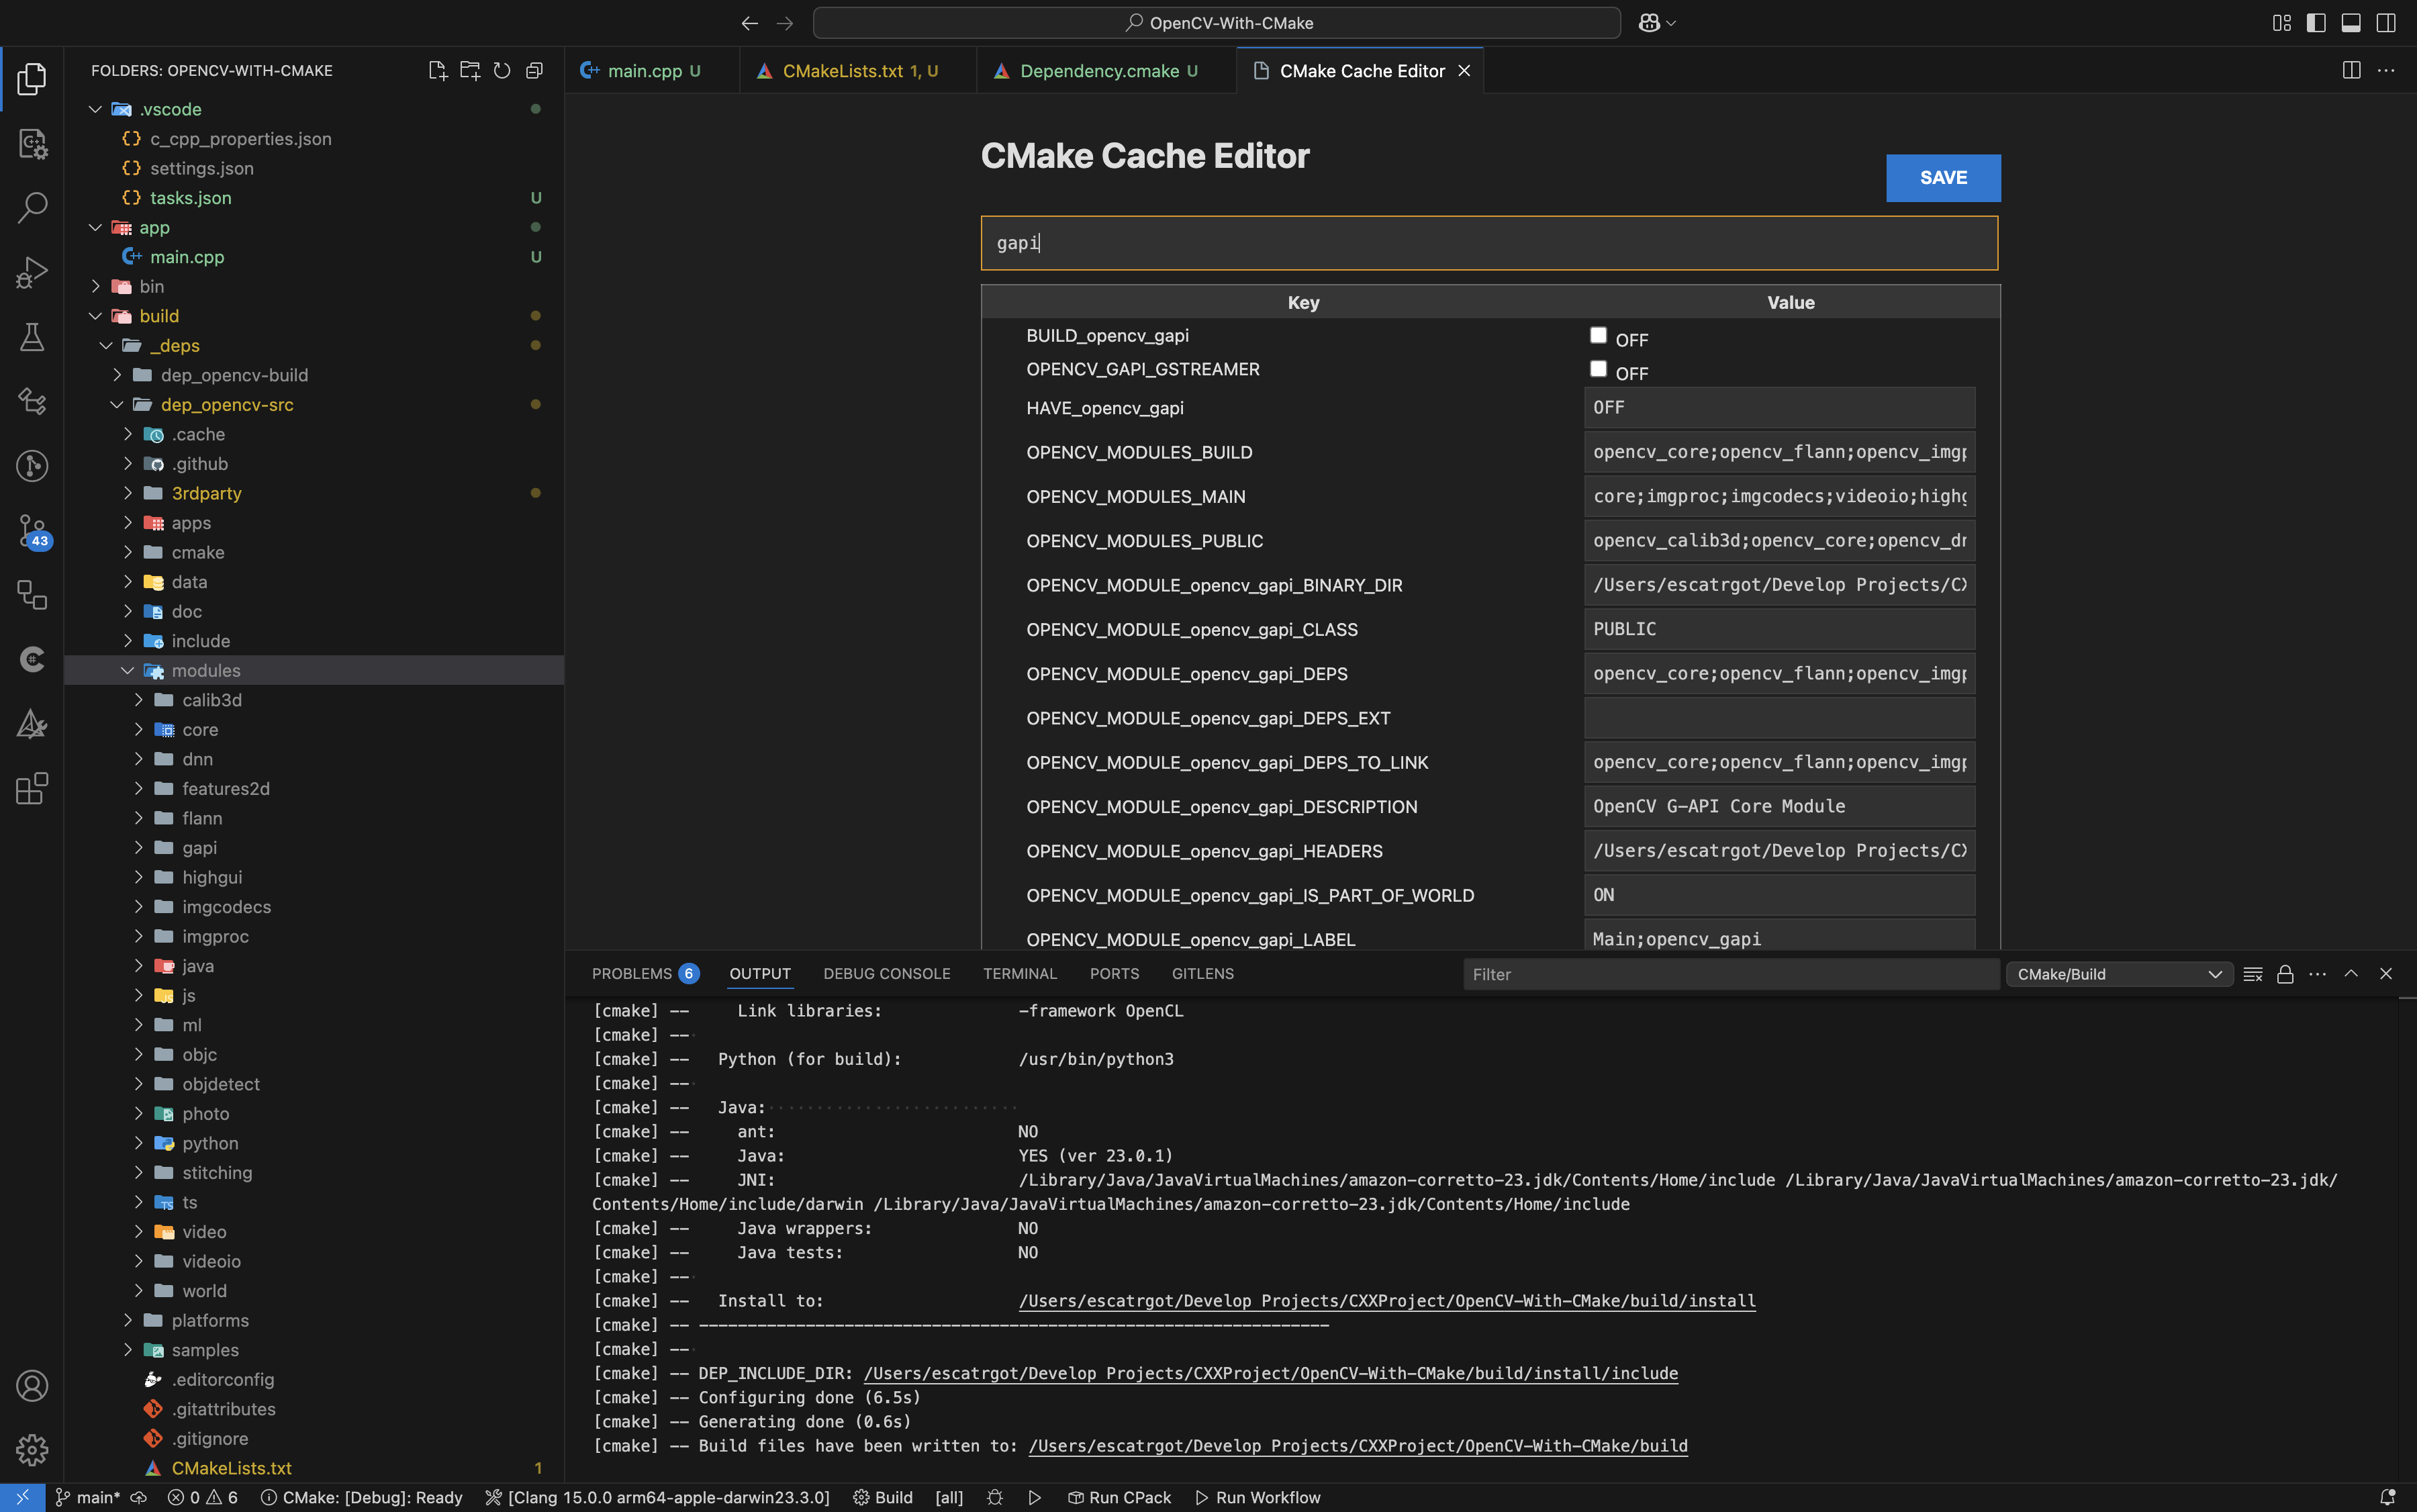 OpenCV-With-CMake
FOLDERS: OPENCV-WITH-CMAKE
.vscode
c_cpp_properties.json
settings.json
tasks.json U
app
main.cpp U
bin
build
_deps
dep_opencv-build
dep_opencv-src
.cache
.github
3rdparty
apps
cmake
data
doc
include
modules
calib3d
core
dnn
features2d
flann
gapi
highgui
imgcodecs
imgproc
java
js
ml
objc
objdetect
photo
python
stitching
ts
video
videoio
world
platforms
samples
.editorconfig
.gitattributes
.gitignore
CMakeLists.txt 1
43
main.cpp U
CMakeLists.txt 1, U
Dependency.cmake U
CMake Cache Editor
CMake Cache Editor
SAVE
gapi
Key Value
BUILD_opencv_gapi OFF
OPENCV_GAPI_GSTREAMER OFF
HAVE_opencv_gapi OFF
OPENCV_MODULES_BUILD opencv_core;opencv_flann;opencv_imgp
OPENCV_MODULES_MAIN core;imgproc;imgcodecs;videoio;highg
OPENCV_MODULES_PUBLIC opencv_calib3d;opencv_core;opencv_dn
OPENCV_MODULE_opencv_gapi_BINARY_DIR /Users/escatrgot/Develop Projects/CX
OPENCV_MODULE_opencv_gapi_CLASS PUBLIC
OPENCV_MODULE_opencv_gapi_DEPS opencv_core;opencv_flann;opencv_imgp
OPENCV_MODULE_opencv_gapi_DEPS_EXT
OPENCV_MODULE_opencv_gapi_DEPS_TO_LINK opencv_core;opencv_flann;opencv_imgp
OPENCV_MODULE_opencv_gapi_DESCRIPTION OpenCV G-API Core Module
OPENCV_MODULE_opencv_gapi_HEADERS /Users/escatrgot/Develop Projects/CX
OPENCV_MODULE_opencv_gapi_IS_PART_OF_WORLD ON
OPENCV_MODULE_opencv_gapi_LABEL Main;opencv_gapi
PROBLEMS 6 OUTPUT DEBUG CONSOLE TERMINAL PORTS GITLENS Filter CMake/Build
[cmake] --     Link libraries:              -framework OpenCL
[cmake] --
[cmake] --   Python (for build):            /usr/bin/python3
[cmake] --
[cmake] --   Java:
[cmake] --     ant:                         NO
[cmake] --     Java:                        YES (ver 23.0.1)
[cmake] --     JNI:                         /Library/Java/JavaVirtualMachines/amazon-corretto-23.jdk/Contents/Home/include /Library/Java/JavaVirtualMachines/amazon-corretto-23.jdk/
Contents/Home/include/darwin /Library/Java/JavaVirtualMachines/amazon-corretto-23.jdk/Contents/Home/include
[cmake] --     Java wrappers:               NO
[cmake] --     Java tests:                  NO
[cmake] --
[cmake] --   Install to:                    /Users/escatrgot/Develop Projects/CXXProject/OpenCV-With-CMake/build/install
[cmake] -- -----------------------------------------------------------------
[cmake] --
[cmake] -- DEP_INCLUDE_DIR: /Users/escatrgot/Develop Projects/CXXProject/OpenCV-With-CMake/build/install/include
[cmake] -- Configuring done (6.5s)
[cmake] -- Generating done (0.6s)
[cmake] -- Build files have been written to: /Users/escatrgot/Develop Projects/CXXProject/OpenCV-With-CMake/build
main* 0 6 CMake: [Debug]: Ready [Clang 15.0.0 arm64-apple-darwin23.3.0] Build [all] Run CPack Run Workflow